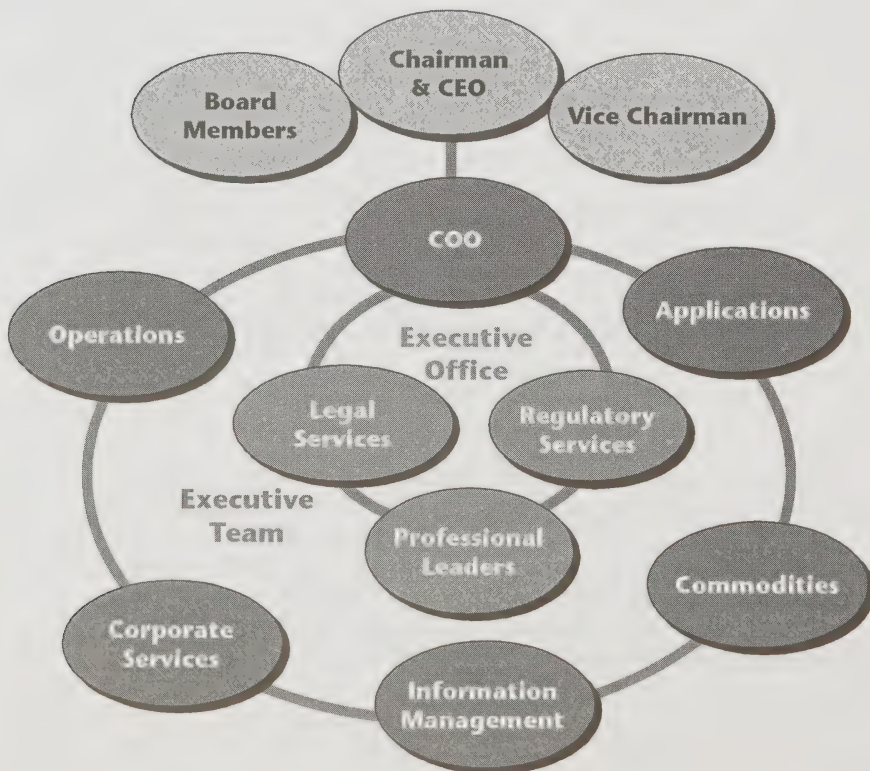 Chairman
& CEO
Board
Members
Vice Chairman
COO
Operations
Applications
Executive
Office
Legal
Services
Regulatory
Services
Executive
Team
Professional
Leaders
Commodities
Corporate
Services
Information
Management